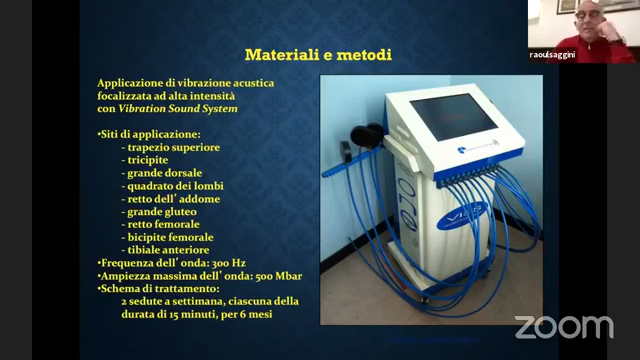 Materiali e metodi
raoulsaggini
Applicazione di vibrazione acustica
focalizzata ad alta intensità
con Vibration Sound System
•Siti di applicazione:
- trapezio superiore
- tricipite
- grande dorsale
- quadrato dei lombi
- retto dell' addome
- grande gluteo
- retto femorale
- bicipite femorale
- tibiale anteriore
•Frequenza dell' onda: 300 Hz
•Ampiezza massima dell' onda: 500 Mbar
•Schema di trattamento:
2 sedute a settimana, ciascuna della
durata di 15 minuti, per 6 mesi
zoom